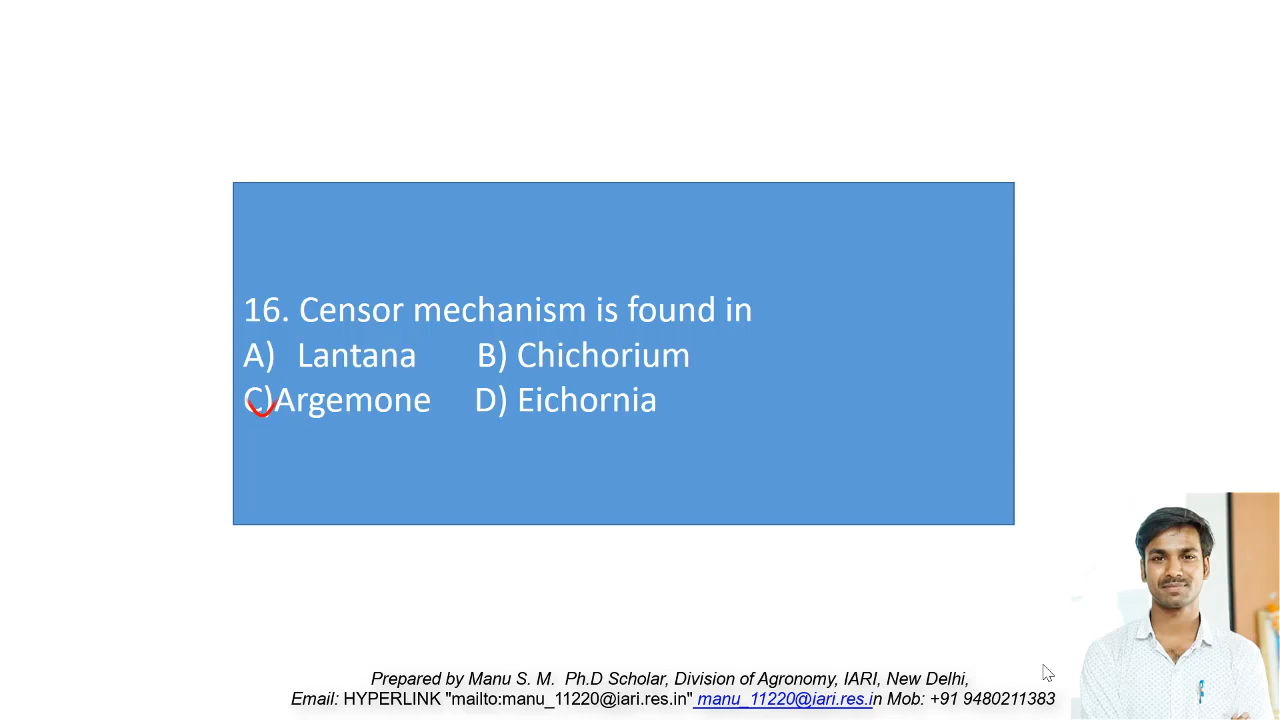 16. Censor mechanism is found in
A) Lantana B) Chichorium
C)Argemone D) Eichornia
Prepared by Manu S. M. Ph.D Scholar, Division of Agronomy, IARI, New Delhi,
Email: HYPERLINK "mailto:manu_11220@iari.res.in" manu_11220@iari.res.in Mob: +91 9480211383